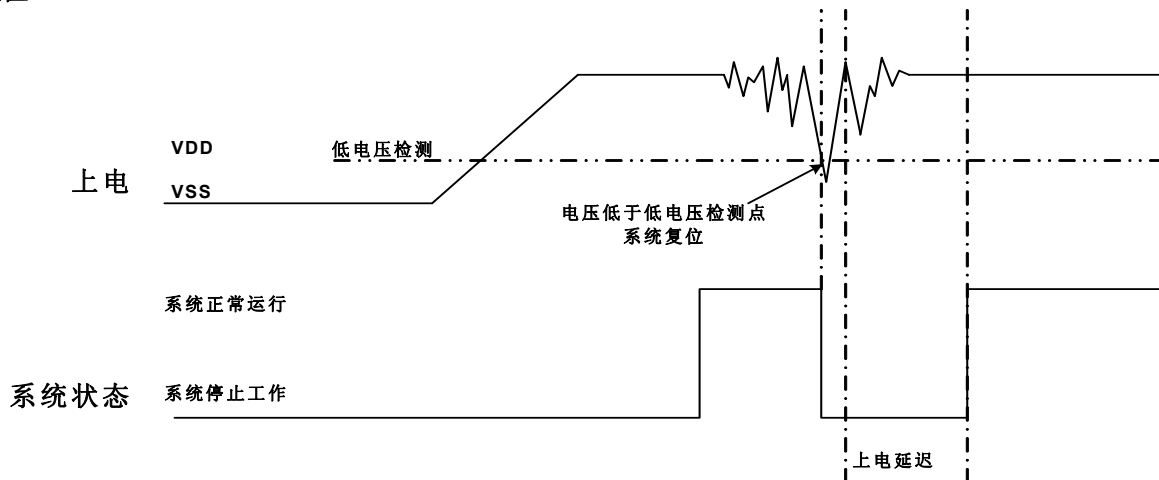 VDD
低电压检测
上电
VSS
电压低于低电压检测点
系统复位
系统正常运行
系统状态
系统停止工作
上电延迟